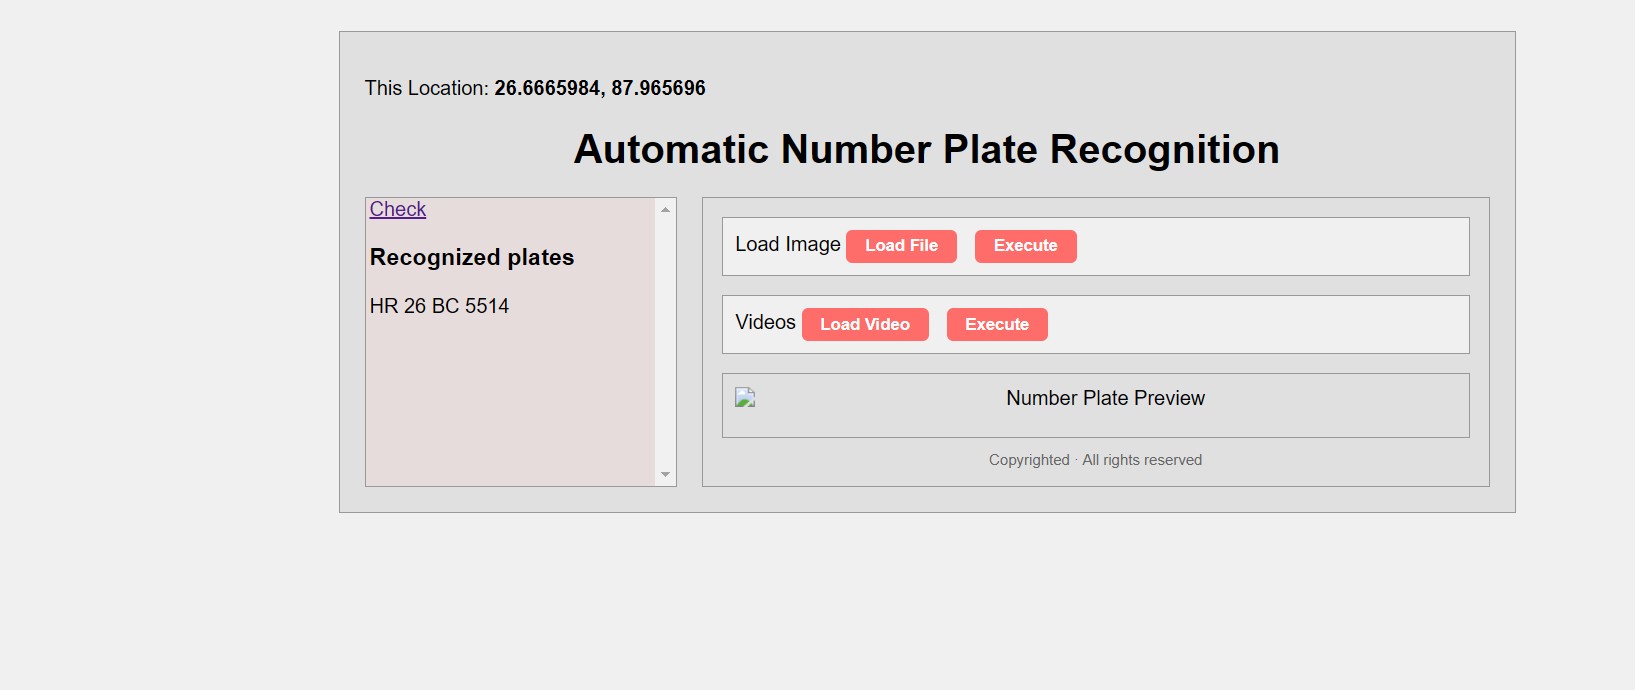 This Location: 26.6665984, 87.965696
Automatic Number Plate Recognition
Check
Recognized plates
HR 26 BC 5514
Load Image Load File Execute
Videos Load Video Execute
Number Plate Preview
Copyrighted · All rights reserved